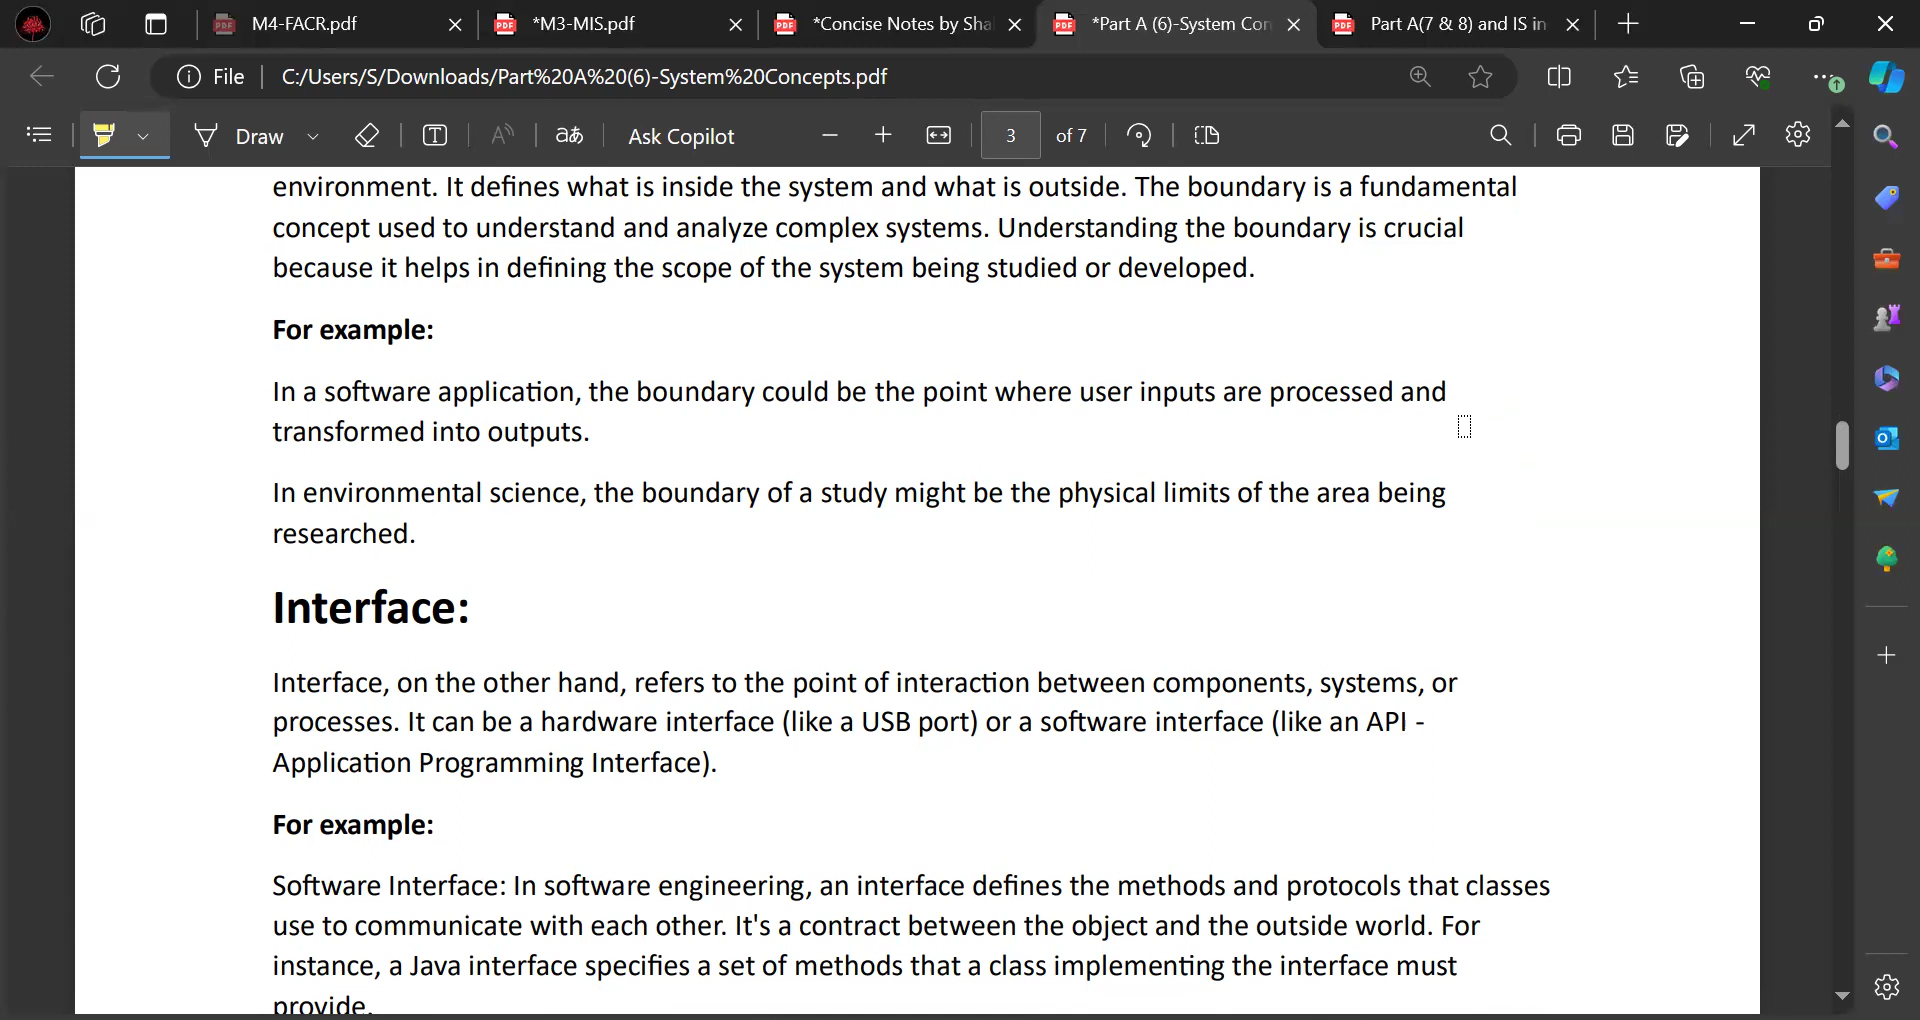 M4-FACR.pdf
*M3-MIS.pdf
*Concise Notes by Sha
*Part A (6)-System Con
Part A(7 & 8) and IS in
File
C:/Users/S/Downloads/Part%20A%20(6)-System%20Concepts.pdf
Draw
Ask Copilot
3
of 7
environment. It defines what is inside the system and what is outside. The boundary is a fundamental
concept used to understand and analyze complex systems. Understanding the boundary is crucial
because it helps in defining the scope of the system being studied or developed.
For example:
In a software application, the boundary could be the point where user inputs are processed and
transformed into outputs.
In environmental science, the boundary of a study might be the physical limits of the area being
researched.
Interface:
Interface, on the other hand, refers to the point of interaction between components, systems, or
processes. It can be a hardware interface (like a USB port) or a software interface (like an API -
Application Programming Interface).
For example:
Software Interface: In software engineering, an interface defines the methods and protocols that classes
use to communicate with each other. It's a contract between the object and the outside world. For
instance, a Java interface specifies a set of methods that a class implementing the interface must
provide.